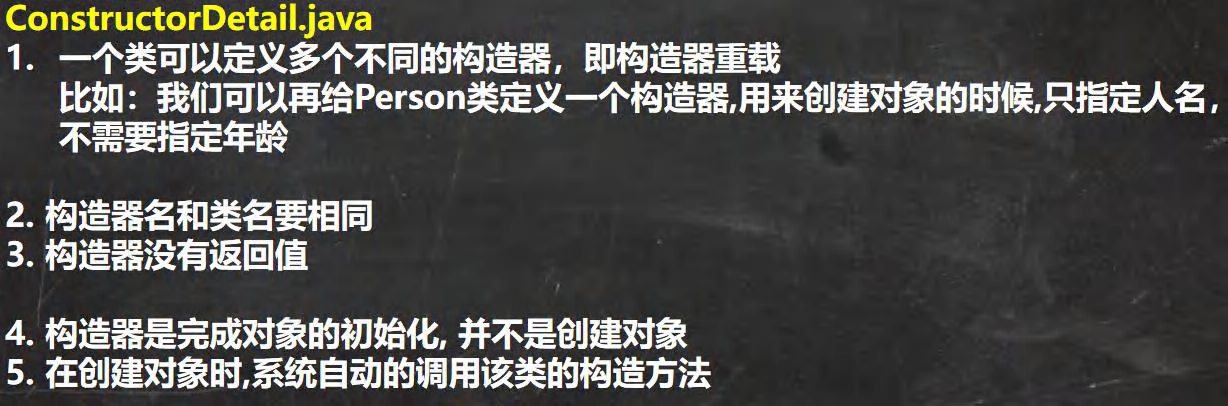 ConstructorDetail.java
1. 一个类可以定义多个不同的构造器，即构造器重载
比如：我们可以再给Person类定义一个构造器,用来创建对象的时候,只指定人名，
不需要指定年龄
2. 构造器名和类名要相同
3. 构造器没有返回值
4. 构造器是完成对象的初始化, 并不是创建对象
5. 在创建对象时,系统自动的调用该类的构造方法